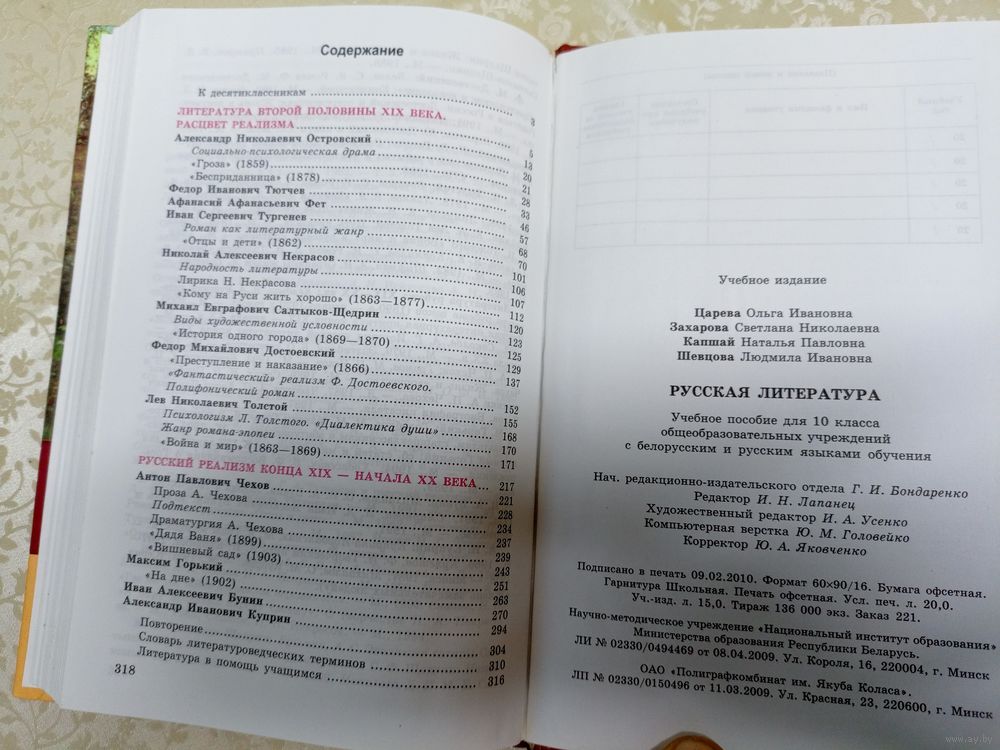 Содержание
К десятиклассникам 3
ЛИТЕРАТУРА ВТОРОЙ ПОЛОВИНЫ XIX ВЕКА.
РАСЦВЕТ РЕАЛИЗМА 5
Александр Николаевич Островский 13
Социально-психологическая драма 20
«Гроза» (1859) 21
«Бесприданница» (1878) 28
Федор Иванович Тютчев 33
Афанасий Афанасьевич Фет 46
Иван Сергеевич Тургенев 57
Роман как литературный жанр 68
«Отцы и дети» (1862) 70
Николай Алексеевич Некрасов 101
Народность литературы 106
Лирика Н. Некрасова 107
«Кому на Руси жить хорошо» (1863—1877) 112
Михаил Евграфович Салтыков-Щедрин 120
Виды художественной условности 123
«История одного города» (1869—1870) 125
Федор Михайлович Достоевский 129
«Преступление и наказание» (1866) 137
«Фантастический» реализм Ф. Достоевского.
Полифонический роман 152
Лев Николаевич Толстой 155
Психологизм Л. Толстого. «Диалектика души» 168
Жанр романа-эпопеи 170
«Война и мир» (1863—1869) 171
РУССКИЙ РЕАЛИЗМ КОНЦА XIX — НАЧАЛА XX ВЕКА 217
Антон Павлович Чехов 221
Проза А. Чехова 228
Подтекст 234
Драматургия А. Чехова 237
«Дядя Ваня» (1899) 239
«Вишневый сад» (1903) 243
Максим Горький 251
«На дне» (1902) 263
Иван Алексеевич Бунин 270
Александр Иванович Куприн 294
Повторение 304
Словарь литературоведческих терминов 310
Литература в помощь учащимся 316
318
Учебное издание
Царева Ольга Ивановна
Захарова Светлана Николаевна
Капшай Наталья Павловна
Шевцова Людмила Ивановна
РУССКАЯ ЛИТЕРАТУРА
Учебное пособие для 10 класса
общеобразовательных учреждений
с белорусским и русским языками обучения
Нач. редакционно-издательского отдела Г. И. Бондаренко
Редактор И. Н. Лапанец
Художественный редактор И. А. Усенко
Компьютерная верстка Ю. М. Головейко
Корректор Ю. А. Яковченко
Подписано в печать 09.02.2010. Формат 60×90/16. Бумага офсетная.
Гарнитура Школьная. Печать офсетная. Усл. печ. л. 20,0.
Уч.-изд. л. 15,0. Тираж 136 000 экз. Заказ 221.
Научно-методическое учреждение «Национальный институт образования»
Министерства образования Республики Беларусь.
ЛИ № 02330/0494469 от 08.04.2009. Ул. Короля, 16, 220004, г. Минск
ОАО «Полиграфкомбинат им. Якуба Коласа».
ЛП № 02330/0150496 от 11.03.2009. Ул. Красная, 23, 220600, г. Минск
www.ay.by